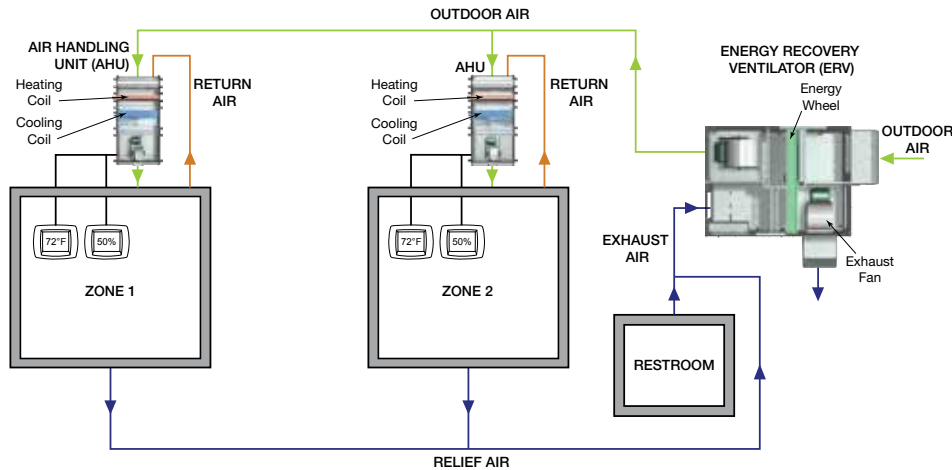 OUTDOOR AIR
AIR HANDLING
UNIT (AHU)
Heating
Coil
Cooling
Coil
RETURN
AIR
AHU
Heating
Coil
Cooling
Coil
RETURN
AIR
ENERGY RECOVERY
VENTILATOR (ERV)
Energy
Wheel
OUTDOOR
AIR
72°F
50%
ZONE 1
72°F
50%
ZONE 2
EXHAUST
AIR
Exhaust
Fan
RESTROOM
RELIEF AIR